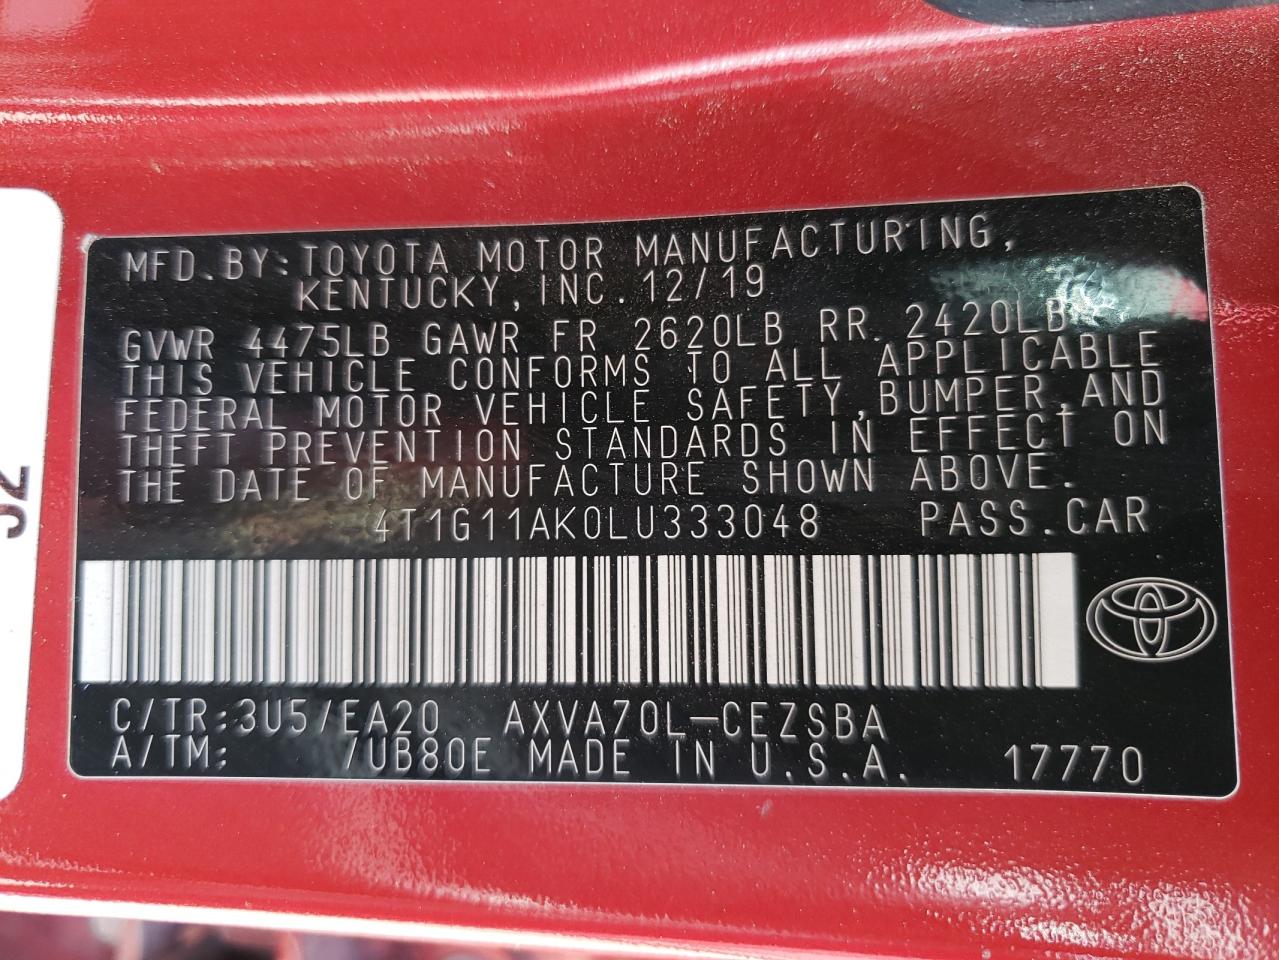 MFD.BY:TOYOTA MOTOR MANUFACTURING,
KENTUCKY,INC. 12/19
GVWR 4475LB GAWR FR 2620LB RR. 2420LB
THIS VEHICLE CONFORMS TO ALL APPLICABLE
FEDERAL MOTOR VEHICLE SAFETY,BUMPER,AND
THEFT PREVENTION STANDARDS IN EFFECT ON
THE DATE OF MANUFACTURE SHOWN ABOVE.
4T1G11AK0LU333048 PASS.CAR
C/TR:3U5/EA20 AXVA70L-CEZSBA
A/TM: /UB80E MADE IN U.S.A. 17770